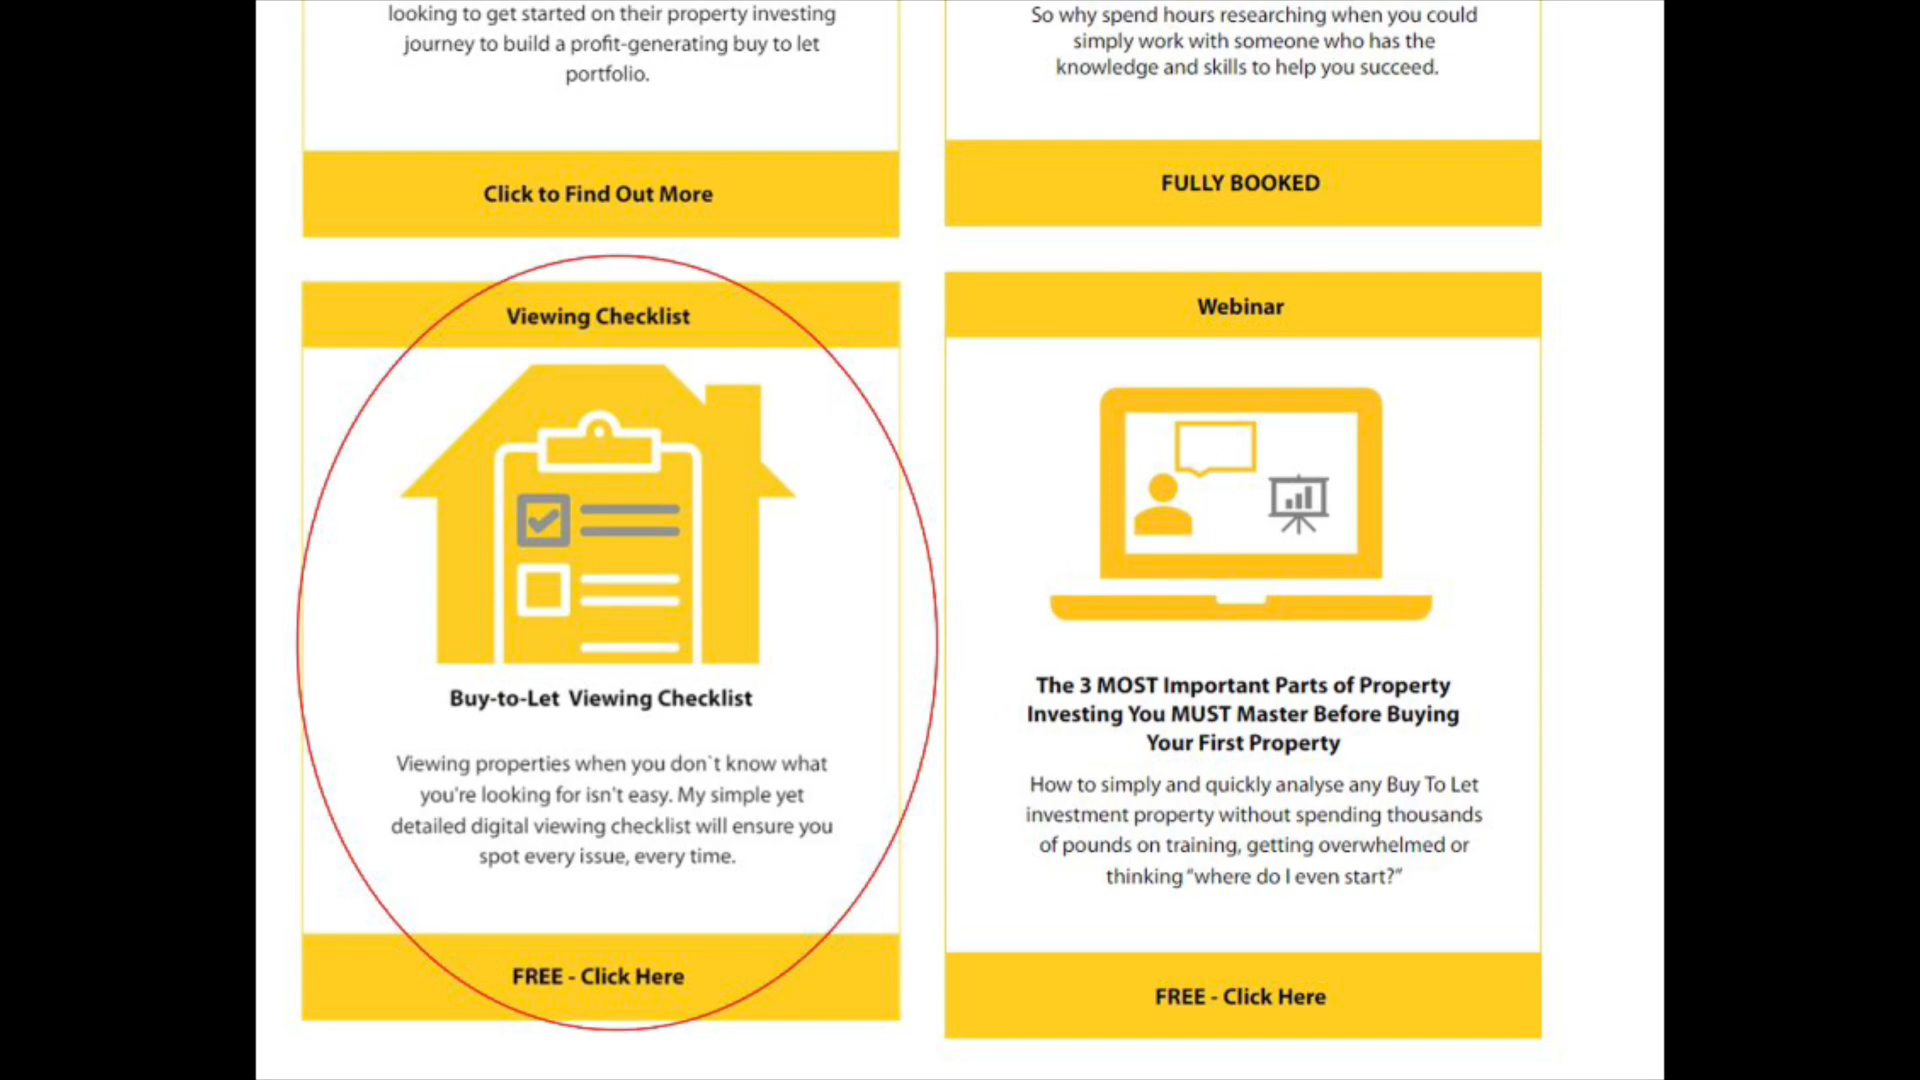 looking to get started on their property investing
journey to build a profit-generating buy to let
portfolio.
Click to Find Out More
So why spend hours researching when you could
simply work with someone who has the
knowledge and skills to help you succeed.
FULLY BOOKED
Viewing Checklist
Buy-to-Let Viewing Checklist
Viewing properties when you don`t know what
you're looking for isn't easy. My simple yet
detailed digital viewing checklist will ensure you
spot every issue, every time.
FREE - Click Here
Webinar
The 3 MOST Important Parts of Property
Investing You MUST Master Before Buying
Your First Property
How to simply and quickly analyse any Buy To Let
investment property without spending thousands
of pounds on training, getting overwhelmed or
thinking "where do I even start?"
FREE - Click Here